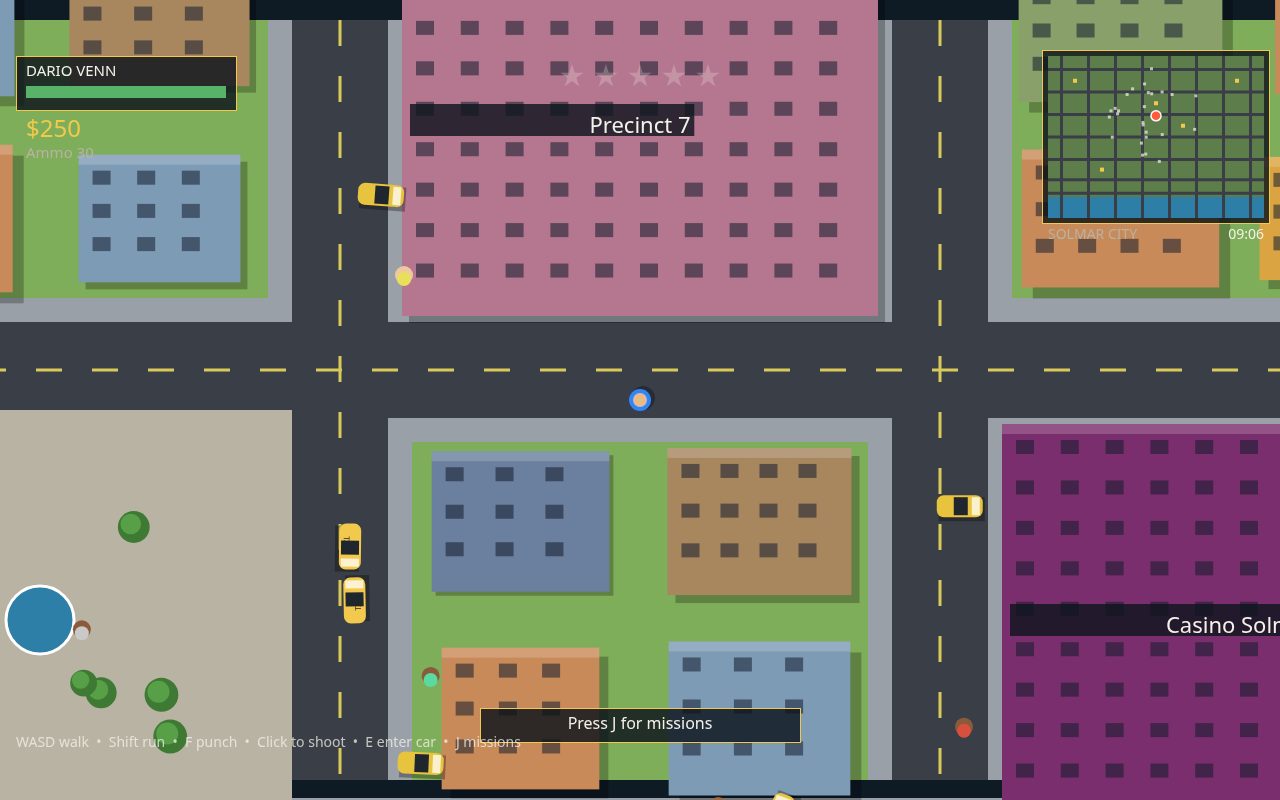 DARIO VENN
$250
Ammo 30
Precinct 7
SOLMAR CITY
09:06
Casino Soln
Press J for missions
WASD walk • Shift run • F punch • Click to shoot • E enter car • J missions